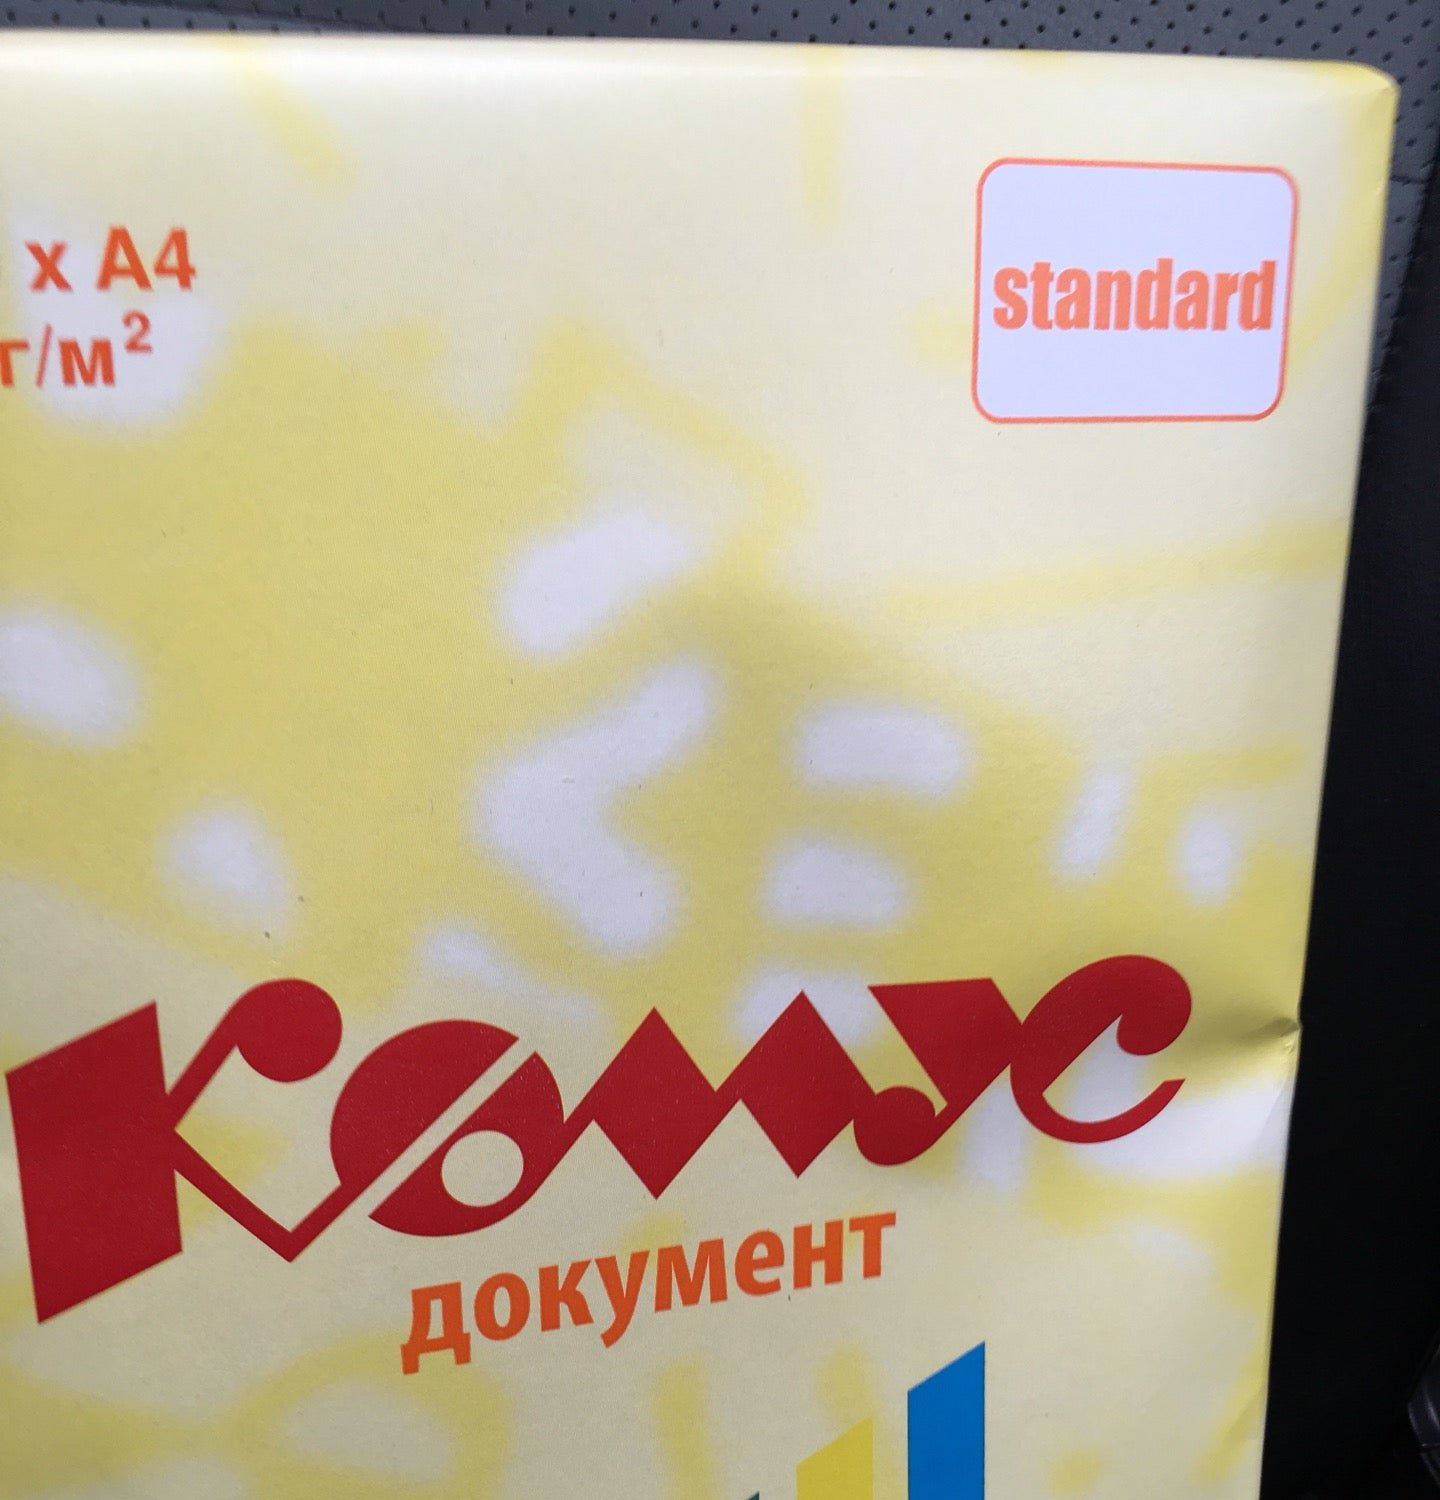 x A4
г/м²
standard
Комус
документ